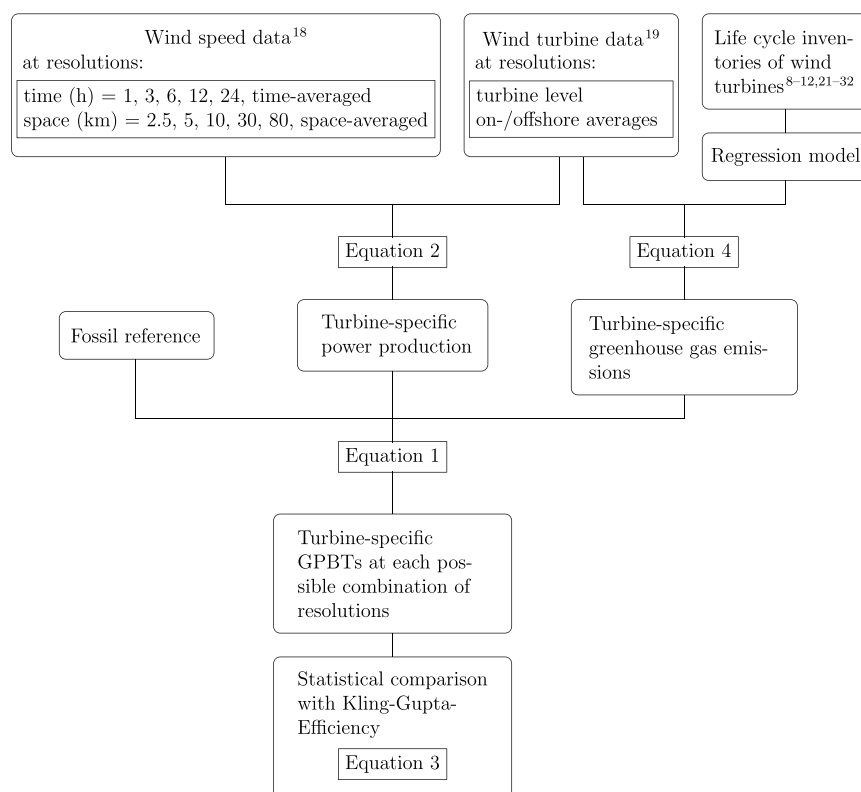 Wind speed data18
at resolutions:
time (h) = 1, 3, 6, 12, 24, time-averaged
space (km) = 2.5, 5, 10, 30, 80, space-averaged
Wind turbine data19
at resolutions:
turbine level
on-/offshore averages
Life cycle inven-
tories of wind
turbines8–12,21–32
Regression model
Equation 2
Equation 4
Fossil reference
Turbine-specific
power production
Turbine-specific
greenhouse gas emis-
sions
Equation 1
Turbine-specific
GPBTs at each pos-
sible combination of
resolutions
Statistical comparison
with Kling-Gupta-
Efficiency
Equation 3